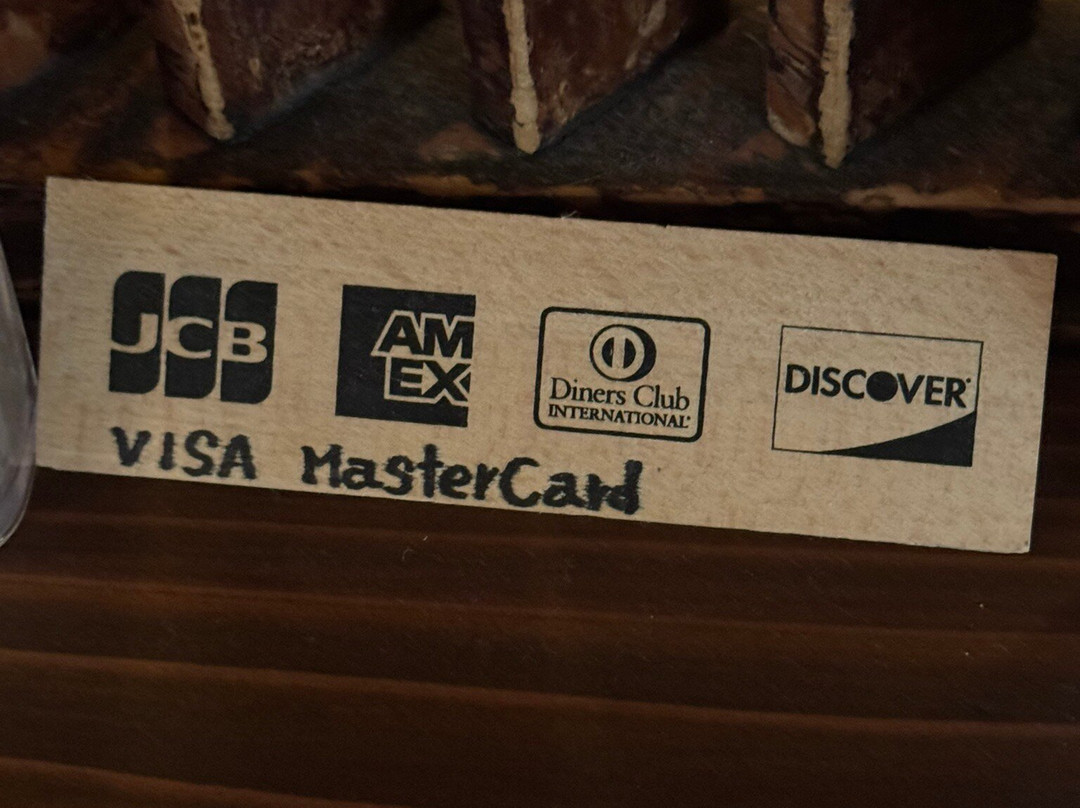 JCB
AM
EX
Diners Club
INTERNATIONAL®
DISCOVER®
VISA MasterCard